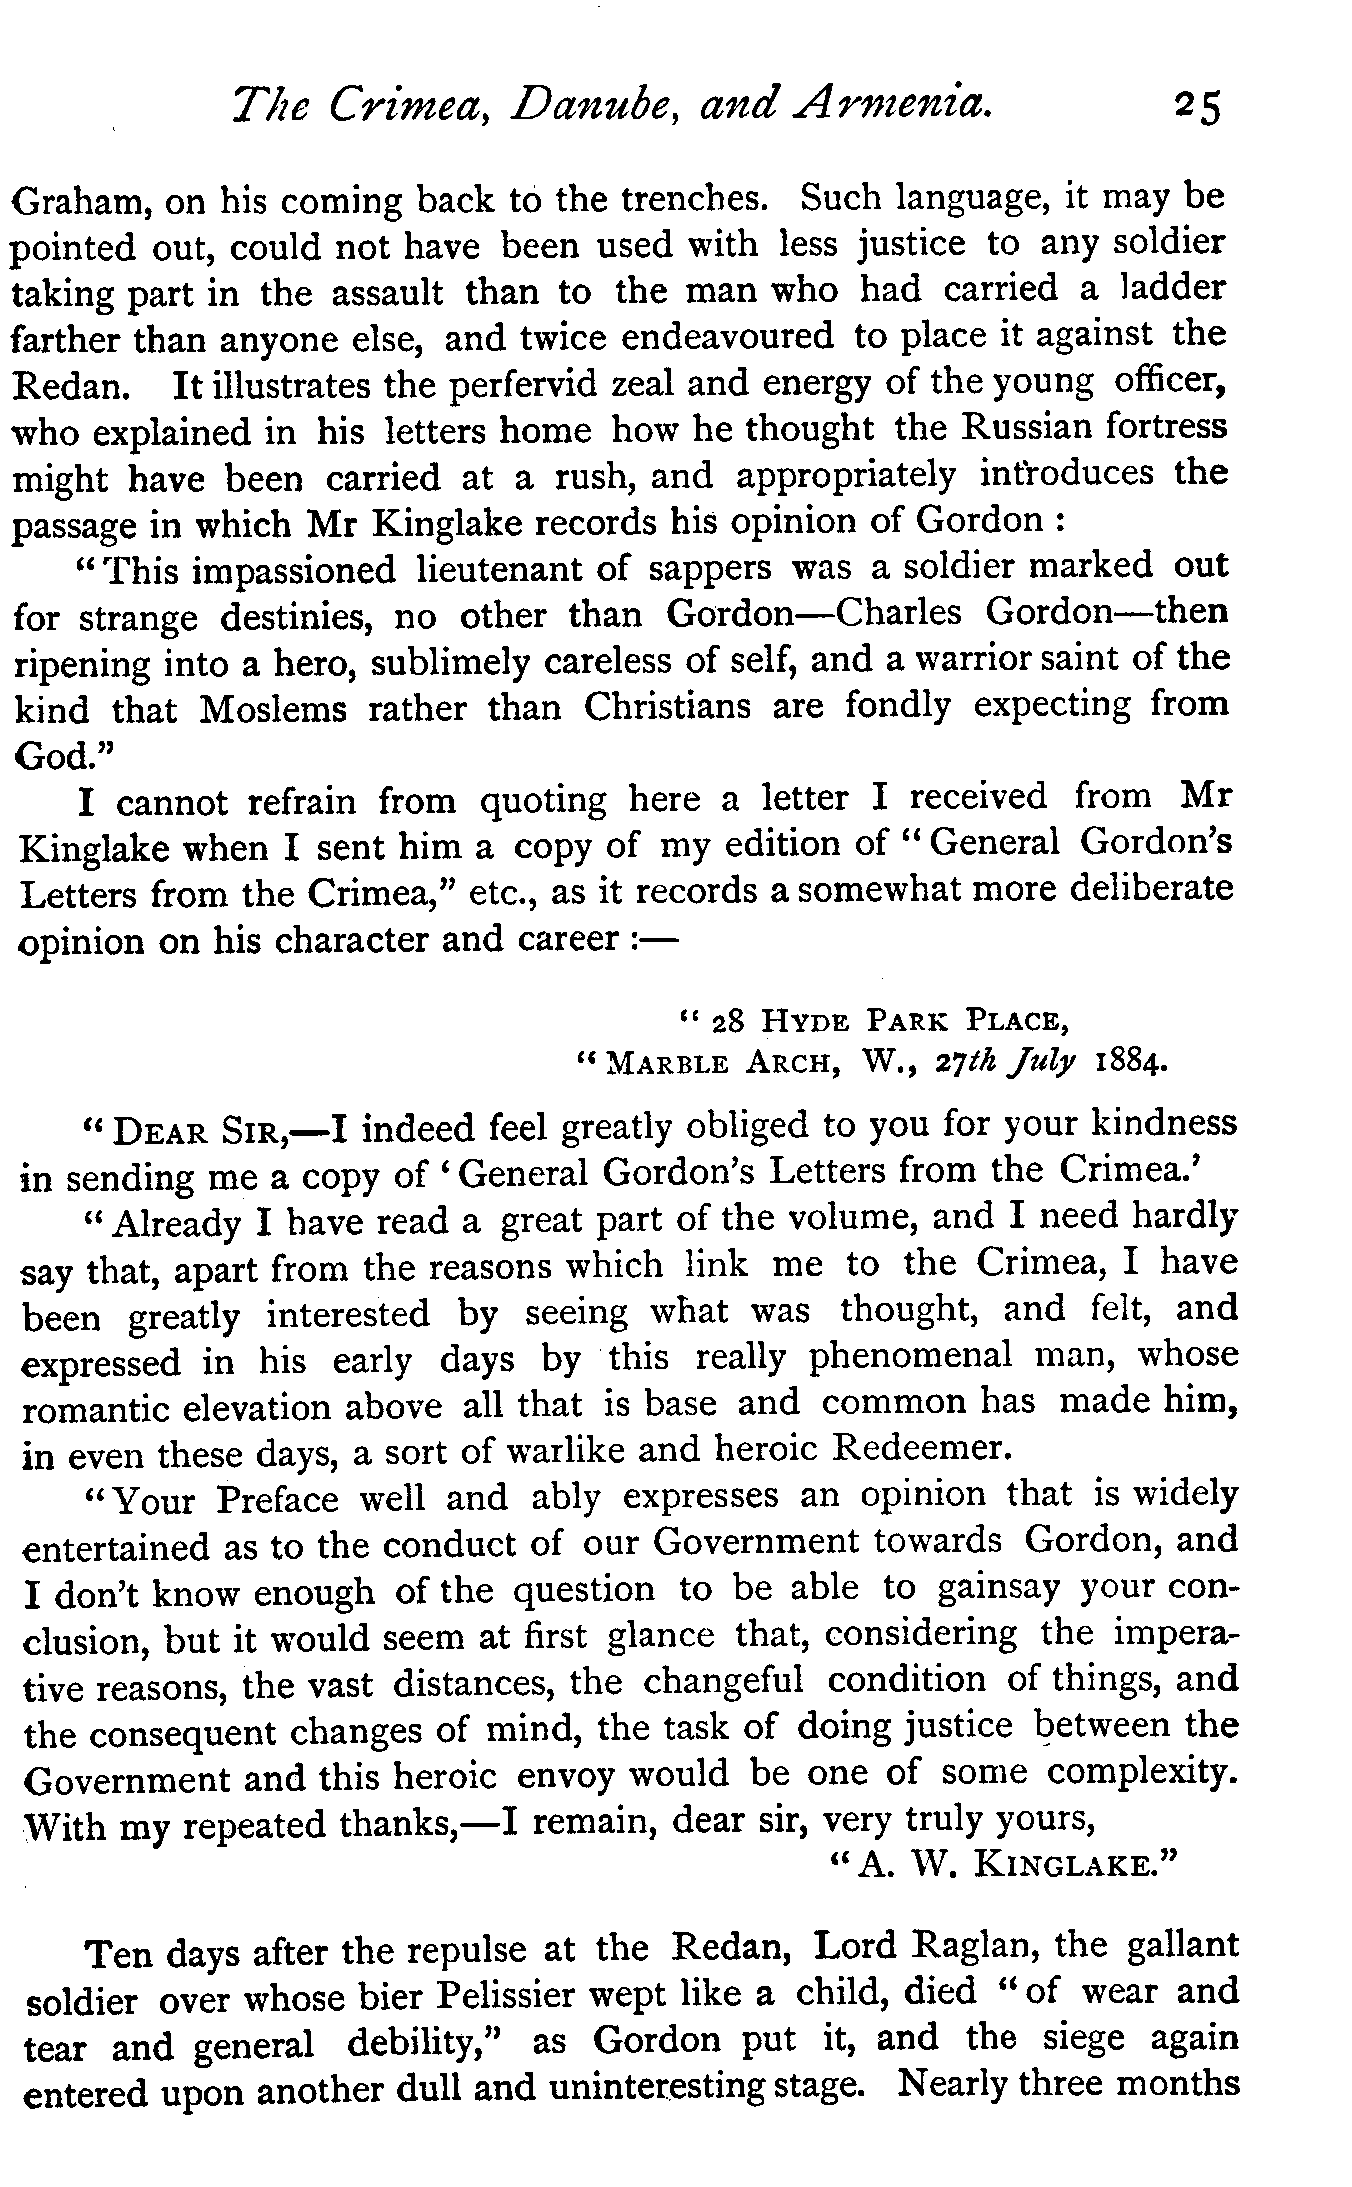 The Crimea, Danube, and Armenia. 25
Graham, on his coming back to the trenches. Such language, it may be
pointed out, could not have been used with less justice to any soldier
taking part in the assault than to the man who had carried a ladder
farther than anyone else, and twice endeavoured to place it against the
Redan. It illustrates the perfervid zeal and energy of the young officer,
who explained in his letters home how he thought the Russian fortress
might have been carried at a rush, and appropriately introduces the
passage in which Mr Kinglake records his opinion of Gordon :
"This impassioned lieutenant of sappers was a soldier marked out
for strange destinies, no other than Gordon—Charles Gordon—then
ripening into a hero, sublimely careless of self, and a warrior saint of the
kind that Moslems rather than Christians are fondly expecting from
God."
I cannot refrain from quoting here a letter I received from Mr
Kinglake when I sent him a copy of my edition of "General Gordon's
Letters from the Crimea," etc., as it records a somewhat more deliberate
opinion on his character and career :—
"28 HYDE PARK PLACE,
"MARBLE ARCH, W., 27th July 1884.
"DEAR SIR,—I indeed feel greatly obliged to you for your kindness
in sending me a copy of 'General Gordon's Letters from the Crimea.'
"Already I have read a great part of the volume, and I need hardly
say that, apart from the reasons which link me to the Crimea, I have
been greatly interested by seeing what was thought, and felt, and
expressed in his early days by this really phenomenal man, whose
romantic elevation above all that is base and common has made him,
in even these days, a sort of warlike and heroic Redeemer.
"Your Preface well and ably expresses an opinion that is widely
entertained as to the conduct of our Government towards Gordon, and
I don't know enough of the question to be able to gainsay your con-
clusion, but it would seem at first glance that, considering the impera-
tive reasons, the vast distances, the changeful condition of things, and
the consequent changes of mind, the task of doing justice between the
Government and this heroic envoy would be one of some complexity.
With my repeated thanks,—I remain, dear sir, very truly yours,
"A. W. KINGLAKE."
Ten days after the repulse at the Redan, Lord Raglan, the gallant
soldier over whose bier Pelissier wept like a child, died "of wear and
tear and general debility," as Gordon put it, and the siege again
entered upon another dull and uninteresting stage. Nearly three months